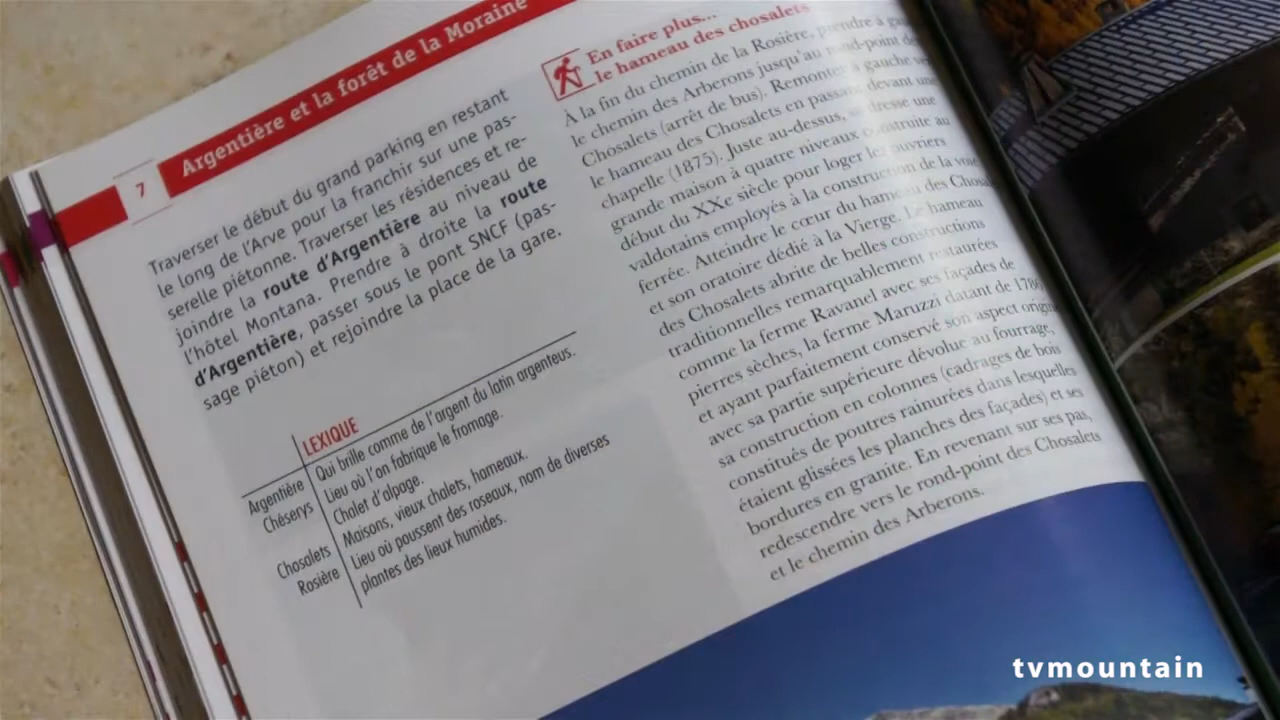 7
Argentière et la forêt de la Moraine
Traverser le début du grand parking en restant
le long de l'Arve pour la franchir sur une pas-
serelle piétonne. Traverser les résidences et re-
joindre la route d'Argentière au niveau de
l'hôtel Montana. Prendre à droite la route
d'Argentière, passer sous le pont SNCF (pas-
sage piéton) et rejoindre la place de la gare.
LEXIQUE
Argentière Qui brille comme de l'argent du latin argenteus.
Chéserys Lieu où l'on fabrique le fromage.
Chalet d'alpage.
Chosalets Maisons, vieux chalets, hameaux.
Rosière Lieu où poussent des roseaux, nom de diverses
plantes des lieux humides.
En faire plus...
le hameau des chosalets
À la fin du chemin de la Rosière, prendre à
le chemin des Arberons jusqu'au rond-point
Chosalets (arrêt de bus). Remonter à gauche
le hameau des Chosalets en passant devant
chapelle (1875). Juste au-dessus, se dresse une
grande maison à quatre niveaux construite au
début du XXe siècle pour loger les ouvriers
valdotains employés à la construction de la voie
ferrée. Atteindre le cœur du hameau des
et son oratoire dédié à la Vierge. Le hameau
des Chosalets abrite de belles constructions
traditionnelles remarquablement restaurées
comme la ferme Ravanel avec ses façades de
pierres sèches, la ferme Maruzzi datant de
et ayant parfaitement conservé son aspect
avec sa partie supérieure dévolue au fourrage,
sa construction en colonnes (cadrages de bois
constitués de poutres rainurées dans lesquelles
étaient glissées les planches des façades) et ses
bordures en granite. En revenant sur ses pas,
redescendre vers le rond-point des Chosalets
et le chemin des Arberons.
tvmountain